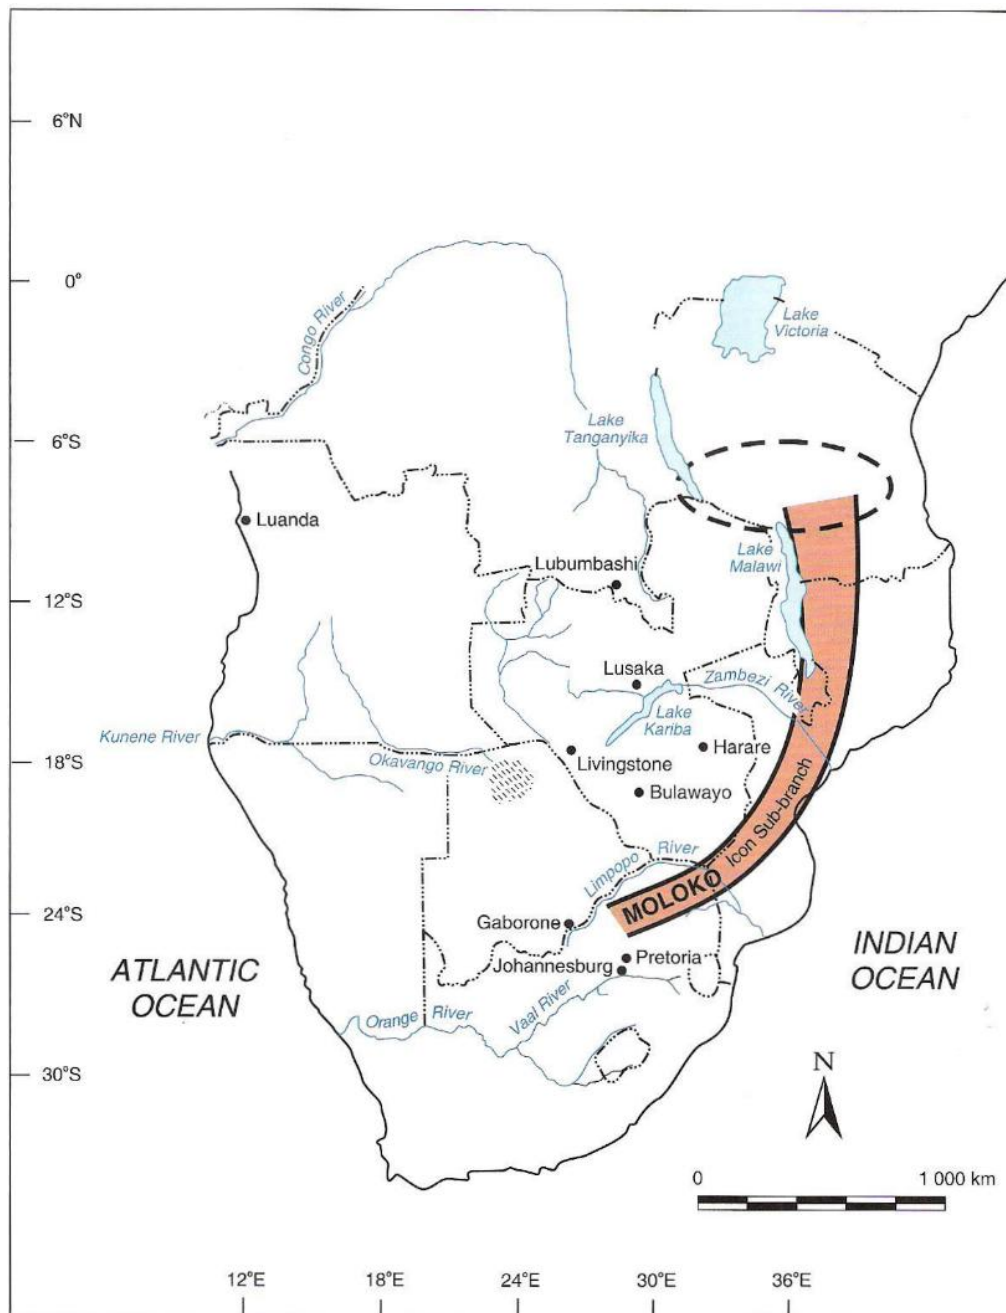 6°N
0°
6°S
12°S
18°S
24°S
30°S
Congo River
Lake
Victoria
Lake
Tanganyika
Luanda
Lake
Malawi
Lubumbashi
Lusaka
Zambezi River
Lake
Kariba
Kunene River
Okavango River
Livingstone
Harare
Bulawayo
Icon Sub-branch
MOLOKO
Limpopo River
Gaborone
Pretoria
Johannesburg
Vaal River
Orange River
ATLANTIC
OCEAN
INDIAN
OCEAN
N
0 1 000 km
12°E 18°E 24°E 30°E 36°E